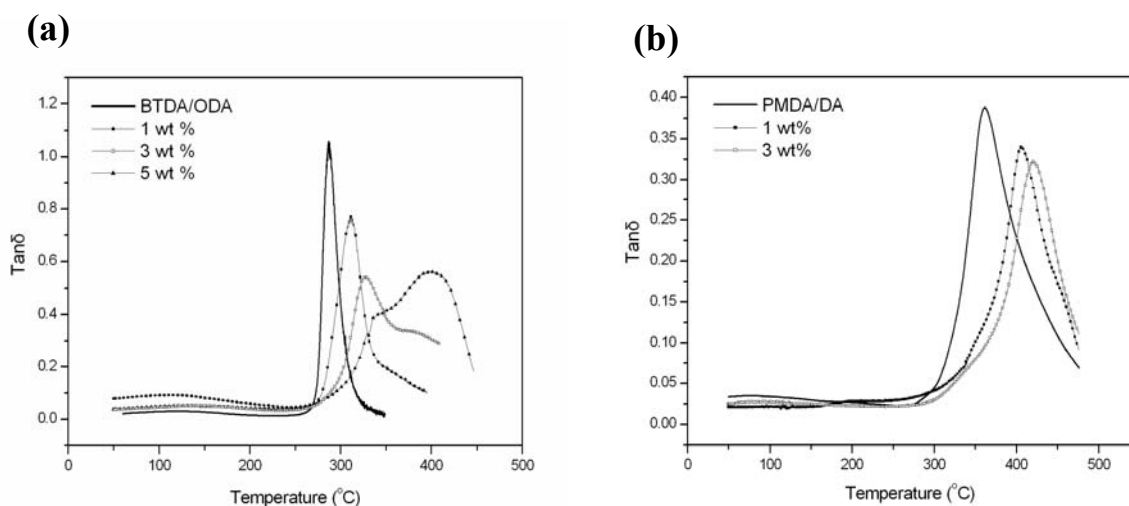 (a)
BTDA/ODA
1 wt %
3 wt %
5 wt %
1.2
1.0
0.8
0.6
0.4
0.2
0.0
Tanδ
0 100 200 300 400 500
Temperature (°C)
(b)
PMDA/DA
1 wt%
3 wt%
0.40
0.35
0.30
0.25
0.20
0.15
0.10
0.05
0.00
Tanδ
0 100 200 300 400 500
Temperature (°C)